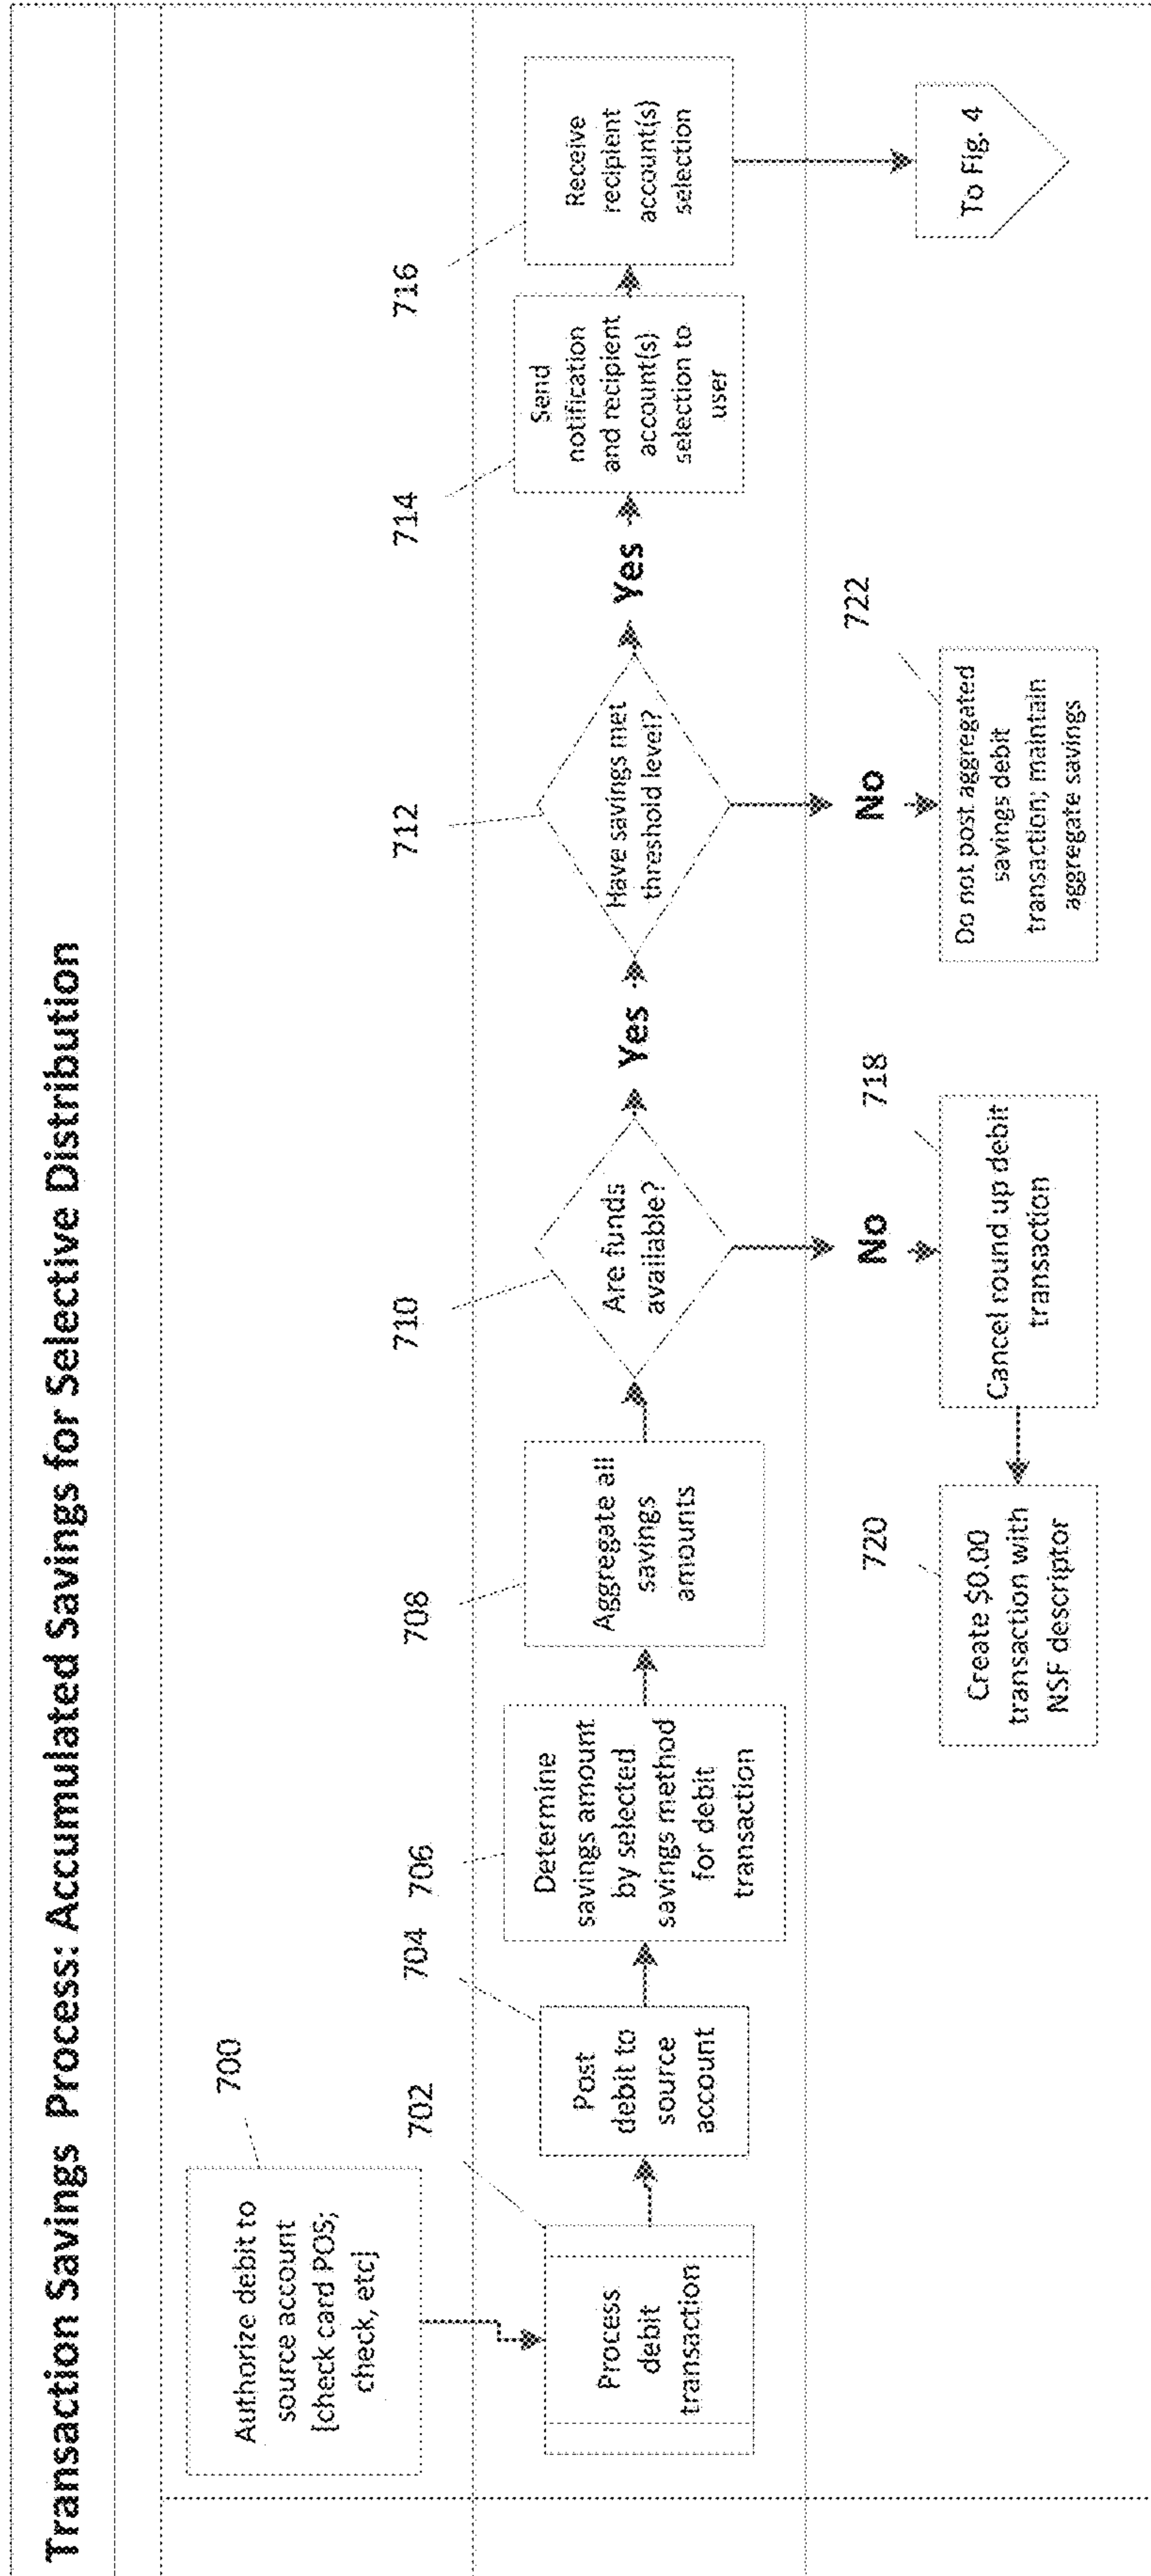 Transaction Savings Process: Accumulated Savings for Selective Distribution
700
Authorize debit to
source account
[check card POS;
check, etc]
702
Process
debit
transaction
704
Post
debit to
source
account
706
Determine
savings amount
by selected
savings method
for debit
transaction
708
Aggregate all
savings
amounts
710
Are funds
available?
Yes
712
Have savings met
threshold level?
Yes
714
Send
notification
and recipient
account(s)
selection to
user
716
Receive
recipient
account(s)
selection
To Fig. 4
No
718
Cancel round up debit
transaction
720
Create $0.00
transaction with
NSF descriptor
No
722
Do not post aggregated
savings debit
transaction; maintain
aggregate savings